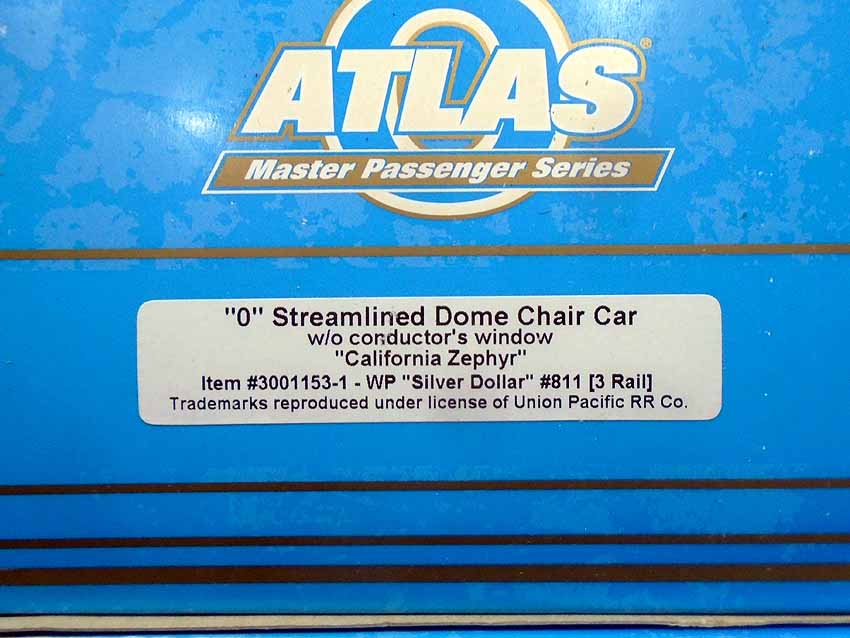 ATLAS®
Master Passenger Series
"O" Streamlined Dome Chair Car
w/o conductor's window
"California Zephyr"
Item #3001153-1 - WP "Silver Dollar" #811 [3 Rail]
Trademarks reproduced under license of Union Pacific RR Co.